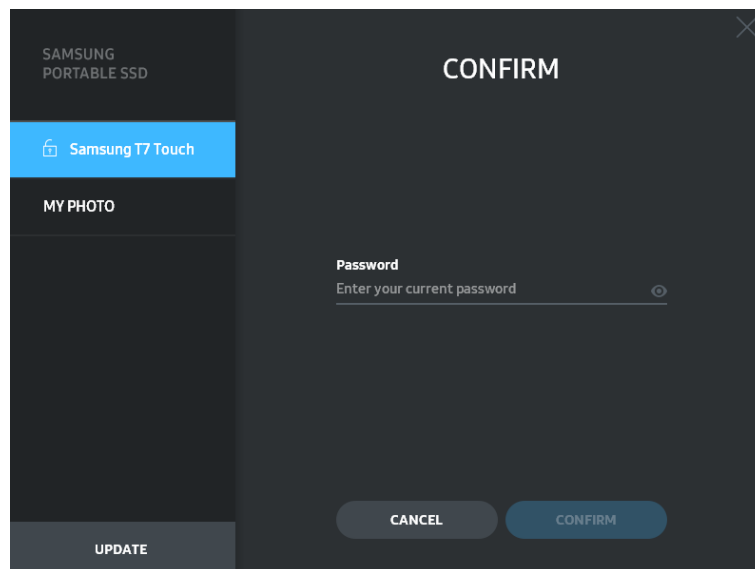 SAMSUNG
PORTABLE SSD
Samsung T7 Touch
MY PHOTO
UPDATE
CONFIRM
Password
Enter your current password
CANCEL
CONFIRM